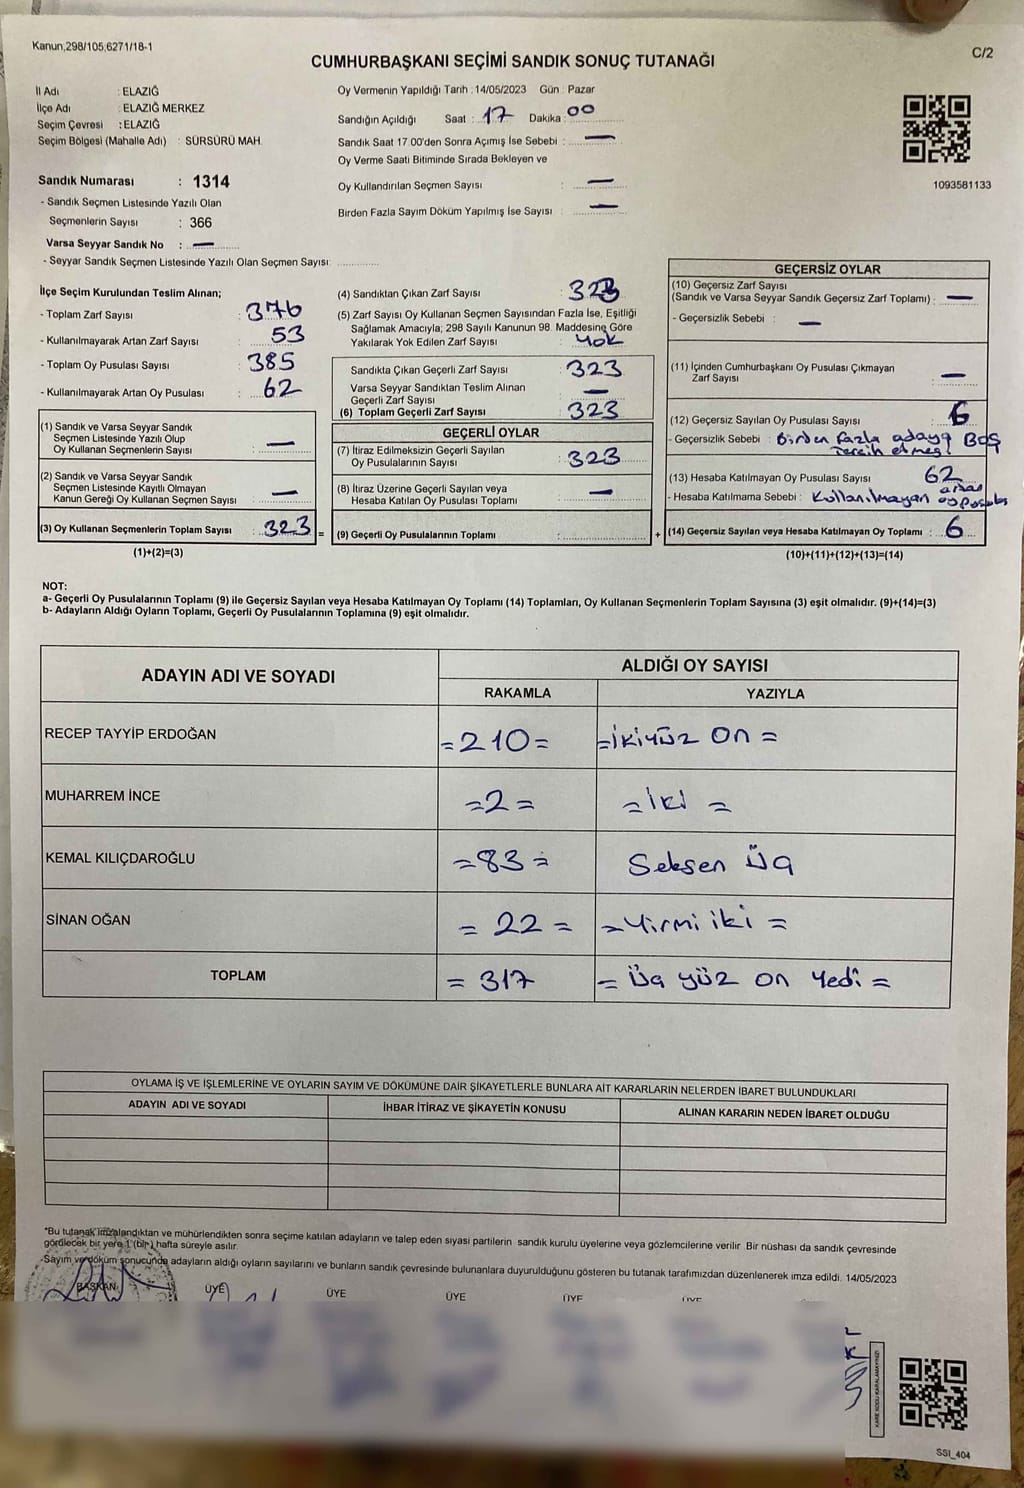 Kanun,298/105,6271/18-1
C/2
CUMHURBAŞKANI SEÇİMİ SANDIK SONUÇ TUTANAĞI
İl Adı : ELAZIĞ
İlçe Adı : ELAZIĞ MERKEZ
Seçim Çevresi : ELAZIĞ
Seçim Bölgesi (Mahalle Adı) : SÜRSÜRÜ MAH.
Sandık Numarası : 1314
- Sandık Seçmen Listesinde Yazılı Olan
Seçmenlerin Sayısı : 366
Varsa Seyyar Sandık No : —
- Seyyar Sandık Seçmen Listesinde Yazılı Olan Seçmen Sayısı:
Oy Vermenin Yapıldığı Tarih : 14/05/2023 Gün : Pazar
Sandığın Açıldığı Saat : 17 Dakika : 00
Sandık Saat 17.00'den Sonra Açımış İse Sebebi : —
Oy Verme Saati Bitiminde Sırada Bekleyen ve
Oy Kullandırılan Seçmen Sayısı : —
Birden Fazla Sayım Döküm Yapılmış İse Sayısı : —
1093581133
İlçe Seçim Kurulundan Teslim Alınan;
- Toplam Zarf Sayısı : 376
- Kullanılmayarak Artan Zarf Sayısı : 53
- Toplam Oy Pusulası Sayısı : 385
- Kullanılmayarak Artan Oy Pusulası : 62
(1) Sandık ve Varsa Seyyar Sandık
Seçmen Listesinde Yazılı Olup
Oy Kullanan Seçmenlerin Sayısı : —
(2) Sandık ve Varsa Seyyar Sandık
Seçmen Listesinde Kayıtlı Olmayan
Kanun Gereği Oy Kullanan Seçmen Sayısı : —
(3) Oy Kullanan Seçmenlerin Toplam Sayısı : 323 =
(1)+(2)=(3)
(4) Sandıktan Çıkan Zarf Sayısı : 323
(5) Zarf Sayısı Oy Kullanan Seçmen Sayısından Fazla İse, Eşitliği
Sağlamak Amacıyla; 298 Sayılı Kanunun 98. Maddesine Göre
Yakılarak Yok Edilen Zarf Sayısı : YOK
Sandıkta Çıkan Geçerli Zarf Sayısı : 323
Varsa Seyyar Sandıktan Teslim Alınan
Geçerli Zarf Sayısı : —
(6) Toplam Geçerli Zarf Sayısı : 323
GEÇERLİ OYLAR
(7) İtiraz Edilmeksizin Geçerli Sayılan
Oy Pusulalarının Sayısı : 323
(8) İtiraz Üzerine Geçerli Sayılan veya
Hesaba Katılan Oy Pusulası Toplamı : —
(9) Geçerli Oy Pusulalarının Toplamı : +
GEÇERSİZ OYLAR
(10) Geçersiz Zarf Sayısı
(Sandık ve Varsa Seyyar Sandık Geçersiz Zarf Toplamı) : —
- Geçersizlik Sebebi : —
(11) İçinden Cumhurbaşkanı Oy Pusulası Çıkmayan
Zarf Sayısı : —
(12) Geçersiz Sayılan Oy Pusulası Sayısı : 6
- Geçersizlik Sebebi : Birden fazla adaya BOŞ
Tercih etmesi
(13) Hesaba Katılmayan Oy Pusulası Sayısı : 62
- Hesaba Katılmama Sebebi : Kullanılmayan artan
(14) Geçersiz Sayılan veya Hesaba Katılmayan Oy Toplamı : 6
(10)+(11)+(12)+(13)=(14)
NOT:
a- Geçerli Oy Pusulalarının Toplamı (9) ile Geçersiz Sayılan veya Hesaba Katılmayan Oy Toplamı (14) Toplamları, Oy Kullanan Seçmenlerin Toplam Sayısına (3) eşit olmalıdır. (9)+(14)=(3)
b- Adayların Aldığı Oyların Toplamı, Geçerli Oy Pusulalarının Toplamına (9) eşit olmalıdır.
ADAYIN ADI VE SOYADI
ALDIĞI OY SAYISI
RAKAMLA YAZIYLA
RECEP TAYYİP ERDOĞAN =210= =İkiyüz on =
MUHARREM İNCE =2= =İki =
KEMAL KILIÇDAROĞLU =83= Seksen Üç
SİNAN OĞAN =22= =Yirmi iki =
TOPLAM =317 =Üç yüz on Yedi =
OYLAMA İŞ VE İŞLEMLERİNE VE OYLARIN SAYIM VE DÖKÜMÜNE DAİR ŞİKAYETLERLE BUNLARA AİT KARARLARIN NELERDEN İBARET BULUNDUKLARI
ADAYIN ADI VE SOYADI
İHBAR İTİRAZ VE ŞİKAYETİN KONUSU
ALINAN KARARIN NEDEN İBARET OLDUĞU
*Bu tutanak imzalandıktan ve mühürlendikten sonra seçime katılan adayların ve talep eden siyasi partilerin sandık kurulu üyelerine veya gözlemcilerine verilir. Bir nüshası da sandık çevresinde
görülecek bir yere 1 (bir) hafta süreyle asılır.
-Sayım ve döküm sonucunda adayların aldığı oyların sayılarını ve bunların sandık çevresinde bulunanlara duyurulduğunu gösteren bu tutanak tarafımızdan düzenlenerek imza edildi. 14/05/2023
BAŞKAN ÜYE ÜYE ÜYE ÜYE ÜYE
KARE KODU KARALAMAYINIZ!
SSI_404